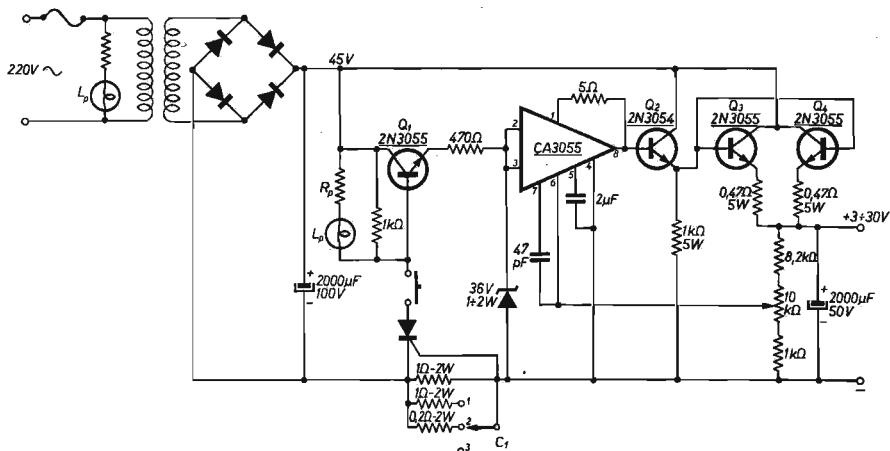 220V ~
Lp
45V
Q1
2N3055
470Ω
Rp
Lp
1kΩ
+
2000µF
100V
−
5Ω
1
2
3
CA3055
8
7
6
5
4
47
pF
2µF
36V
1÷2W
Q2
2N3054
Q3
2N3055
Q4
2N3055
0,47Ω
5W
0,47Ω
5W
1kΩ
5W
+3÷30V
8,2kΩ
10
kΩ
1kΩ
+
2000µF
50V
−
−
1Ω-2W
1Ω-2W
0,2Ω-2W
1
2
3
C1